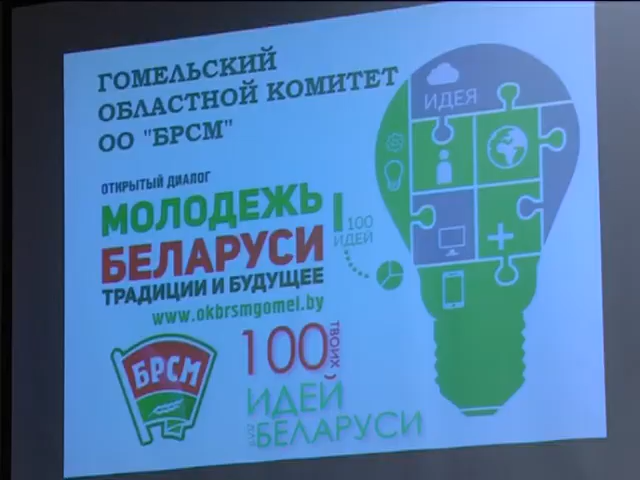 ГОМЕЛЬСКИЙ
ОБЛАСТНОЙ КОМИТЕТ
ОО "БРСМ"
ОТКРЫТЫЙ ДИАЛОГ
МОЛОДЕЖЬ
БЕЛАРУСИ
ТРАДИЦИИ И БУДУЩЕЕ
www.okbrsmgomel.by
ИДЕЯ
100
ИДЕЙ
БРСМ
100 ТВОИХ
ИДЕЙ
ДЛЯ БЕЛАРУСИ